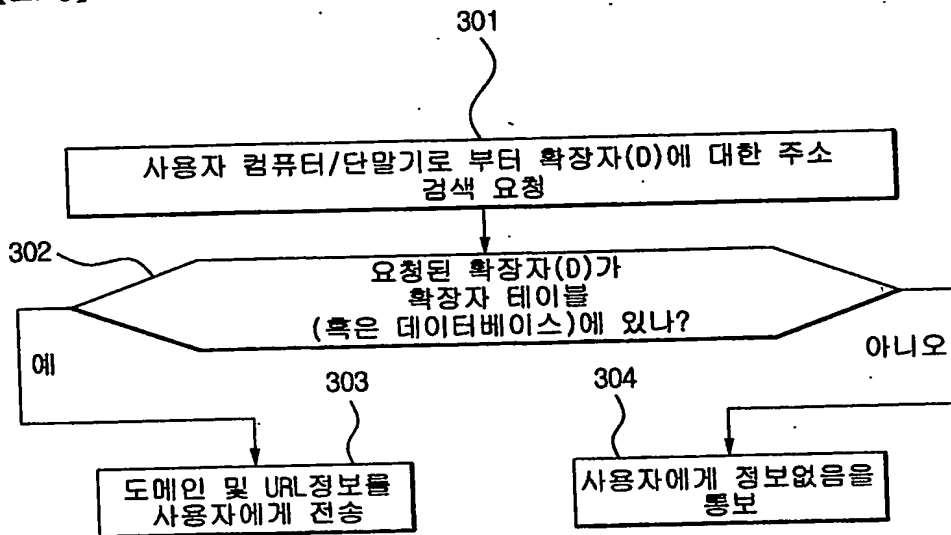 301
사용자 컴퓨터/단말기로 부터 확장자(D)에 대한 주소
검색 요청
302
요청된 확장자(D)가
확장자 테이블
(혹은 데이터베이스)에 있나?
예
아니오
303
304
도메인 및 URL정보를
사용자에게 전송
사용자에게 정보없음을
통보